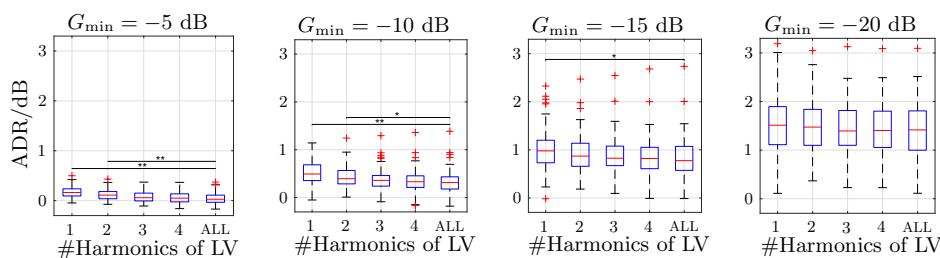 G_min = −5 dB
G_min = −10 dB
G_min = −15 dB
G_min = −20 dB
ADR/dB
3
2
1
0
**
**
1 2 3 4 ALL
#Harmonics of LV
3
2
1
0
*
**
1 2 3 4 ALL
#Harmonics of LV
3
2
1
0
*
1 2 3 4 ALL
#Harmonics of LV
3
2
1
0
1 2 3 4 ALL
#Harmonics of LV